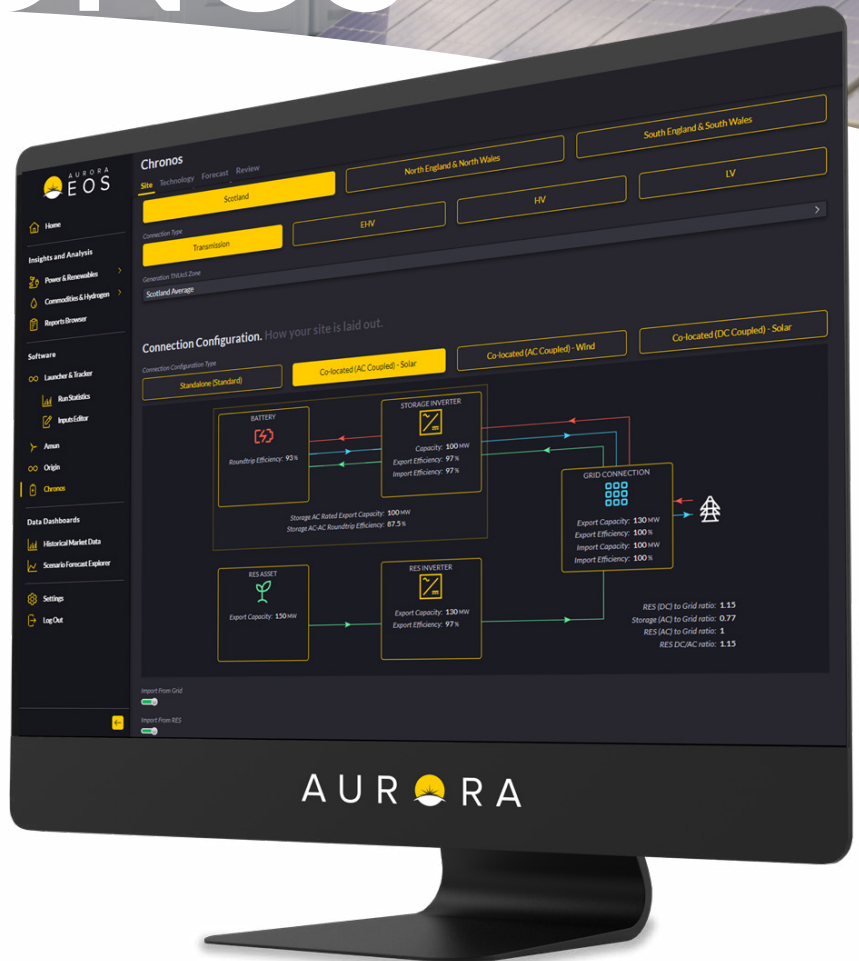 AURORA
EOS
Home
Insights and Analysis
Power & Renewables
Commodities & Hydrogen
Reports Browser
Software
Launcher & Tracker
Run Statistics
Inputs Editor
Amun
Origin
Chronos
Data Dashboards
Historical Market Data
Scenario Forecast Explorer
Settings
Log Out
Chronos
Site Technology Forecast Review
Scotland North England & North Wales South England & South Wales
Connection Type
Transmission EHV HV LV
Generation TNUoS Zone
Scotland Average
Connection Configuration. How your site is laid out.
Connection Configuration Type
Standalone (Standard) Co-located (AC Coupled) - Solar Co-located (AC Coupled) - Wind Co-located (DC Coupled) - Solar
BATTERY
Roundtrip Efficiency: 93%
STORAGE INVERTER
Capacity: 100 MW
Export Efficiency: 97%
Import Efficiency: 97%
Storage AC Rated Export Capacity: 100 MW
Storage AC-AC Roundtrip Efficiency: 87.5%
GRID CONNECTION
Export Capacity: 130 MW
Export Efficiency: 100%
Import Capacity: 100 MW
Import Efficiency: 100%
RES ASSET
Export Capacity: 150 MW
RES INVERTER
Export Capacity: 130 MW
Export Efficiency: 97%
RES (DC) to Grid ratio: 1.15
Storage (AC) to Grid ratio: 0.77
RES (AC) to Grid ratio: 1
RES DC/AC ratio: 1.15
Import From Grid
Import From RES
AURORA